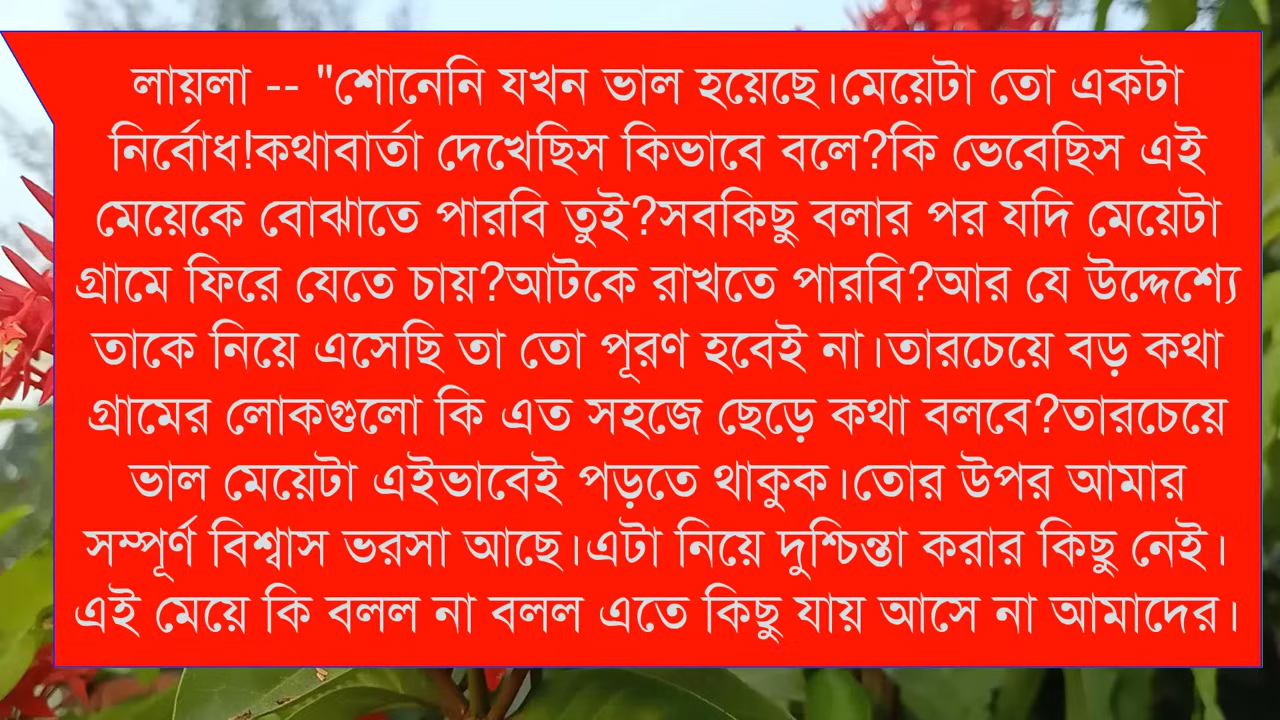 লায়লা -- "শোনেনি যখন ভাল হয়েছে।মেয়েটা তো একটা
নির্বোধ!কথাবার্তা দেখেছিস কিভাবে বলে?কি ভেবেছিস এই
মেয়েকে বোঝাতে পারবি তুই?সবকিছু বলার পর যদি মেয়েটা
গ্রামে ফিরে যেতে চায়?আটকে রাখতে পারবি?আর যে উদ্দেশ্যে
তাকে নিয়ে এসেছি তা তো পূরণ হবেই না।তারচেয়ে বড় কথা
গ্রামের লোকগুলো কি এত সহজে ছেড়ে কথা বলবে?তারচেয়ে
ভাল মেয়েটা এইভাবেই পড়তে থাকুক।তোর উপর আমার
সম্পূর্ণ বিশ্বাস ভরসা আছে।এটা নিয়ে দুশ্চিন্তা করার কিছু নেই।
এই মেয়ে কি বলল না বলল এতে কিছু যায় আসে না আমাদের।